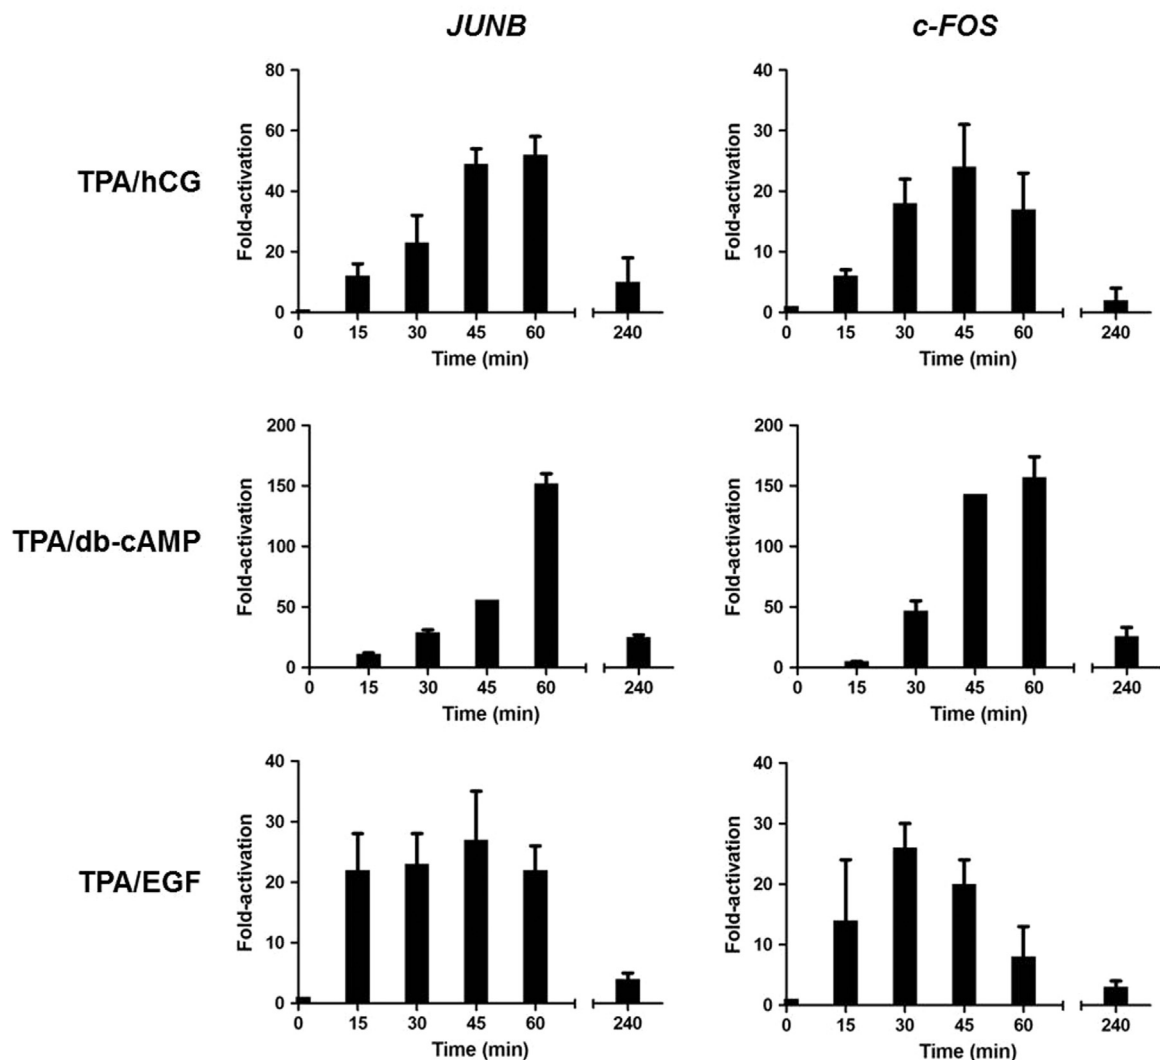 JUNB c-FOS
TPA/hCG
Fold-activation
80
60
40
20
0
0 15 30 45 60 240
Time (min)
Fold-activation
40
30
20
10
0
0 15 30 45 60 240
Time (min)
TPA/db-cAMP
Fold-activation
200
150
100
50
0
0 15 30 45 60 240
Time (min)
Fold-activation
200
150
100
50
0
0 15 30 45 60 240
Time (min)
TPA/EGF
Fold-activation
40
30
20
10
0
0 15 30 45 60 240
Time (min)
Fold-activation
40
30
20
10
0
0 15 30 45 60 240
Time (min)